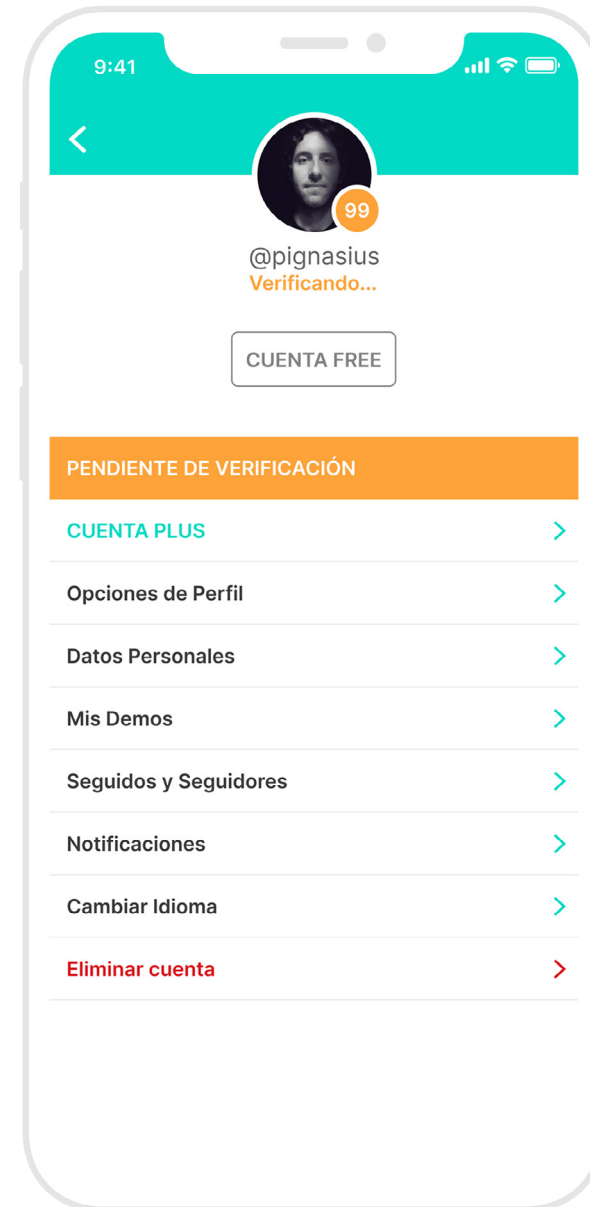 9:41
99
@pignasius
Verificando...
CUENTA FREE
PENDIENTE DE VERIFICACIÓN
CUENTA PLUS
Opciones de Perfil
Datos Personales
Mis Demos
Seguidos y Seguidores
Notificaciones
Cambiar Idioma
Eliminar cuenta